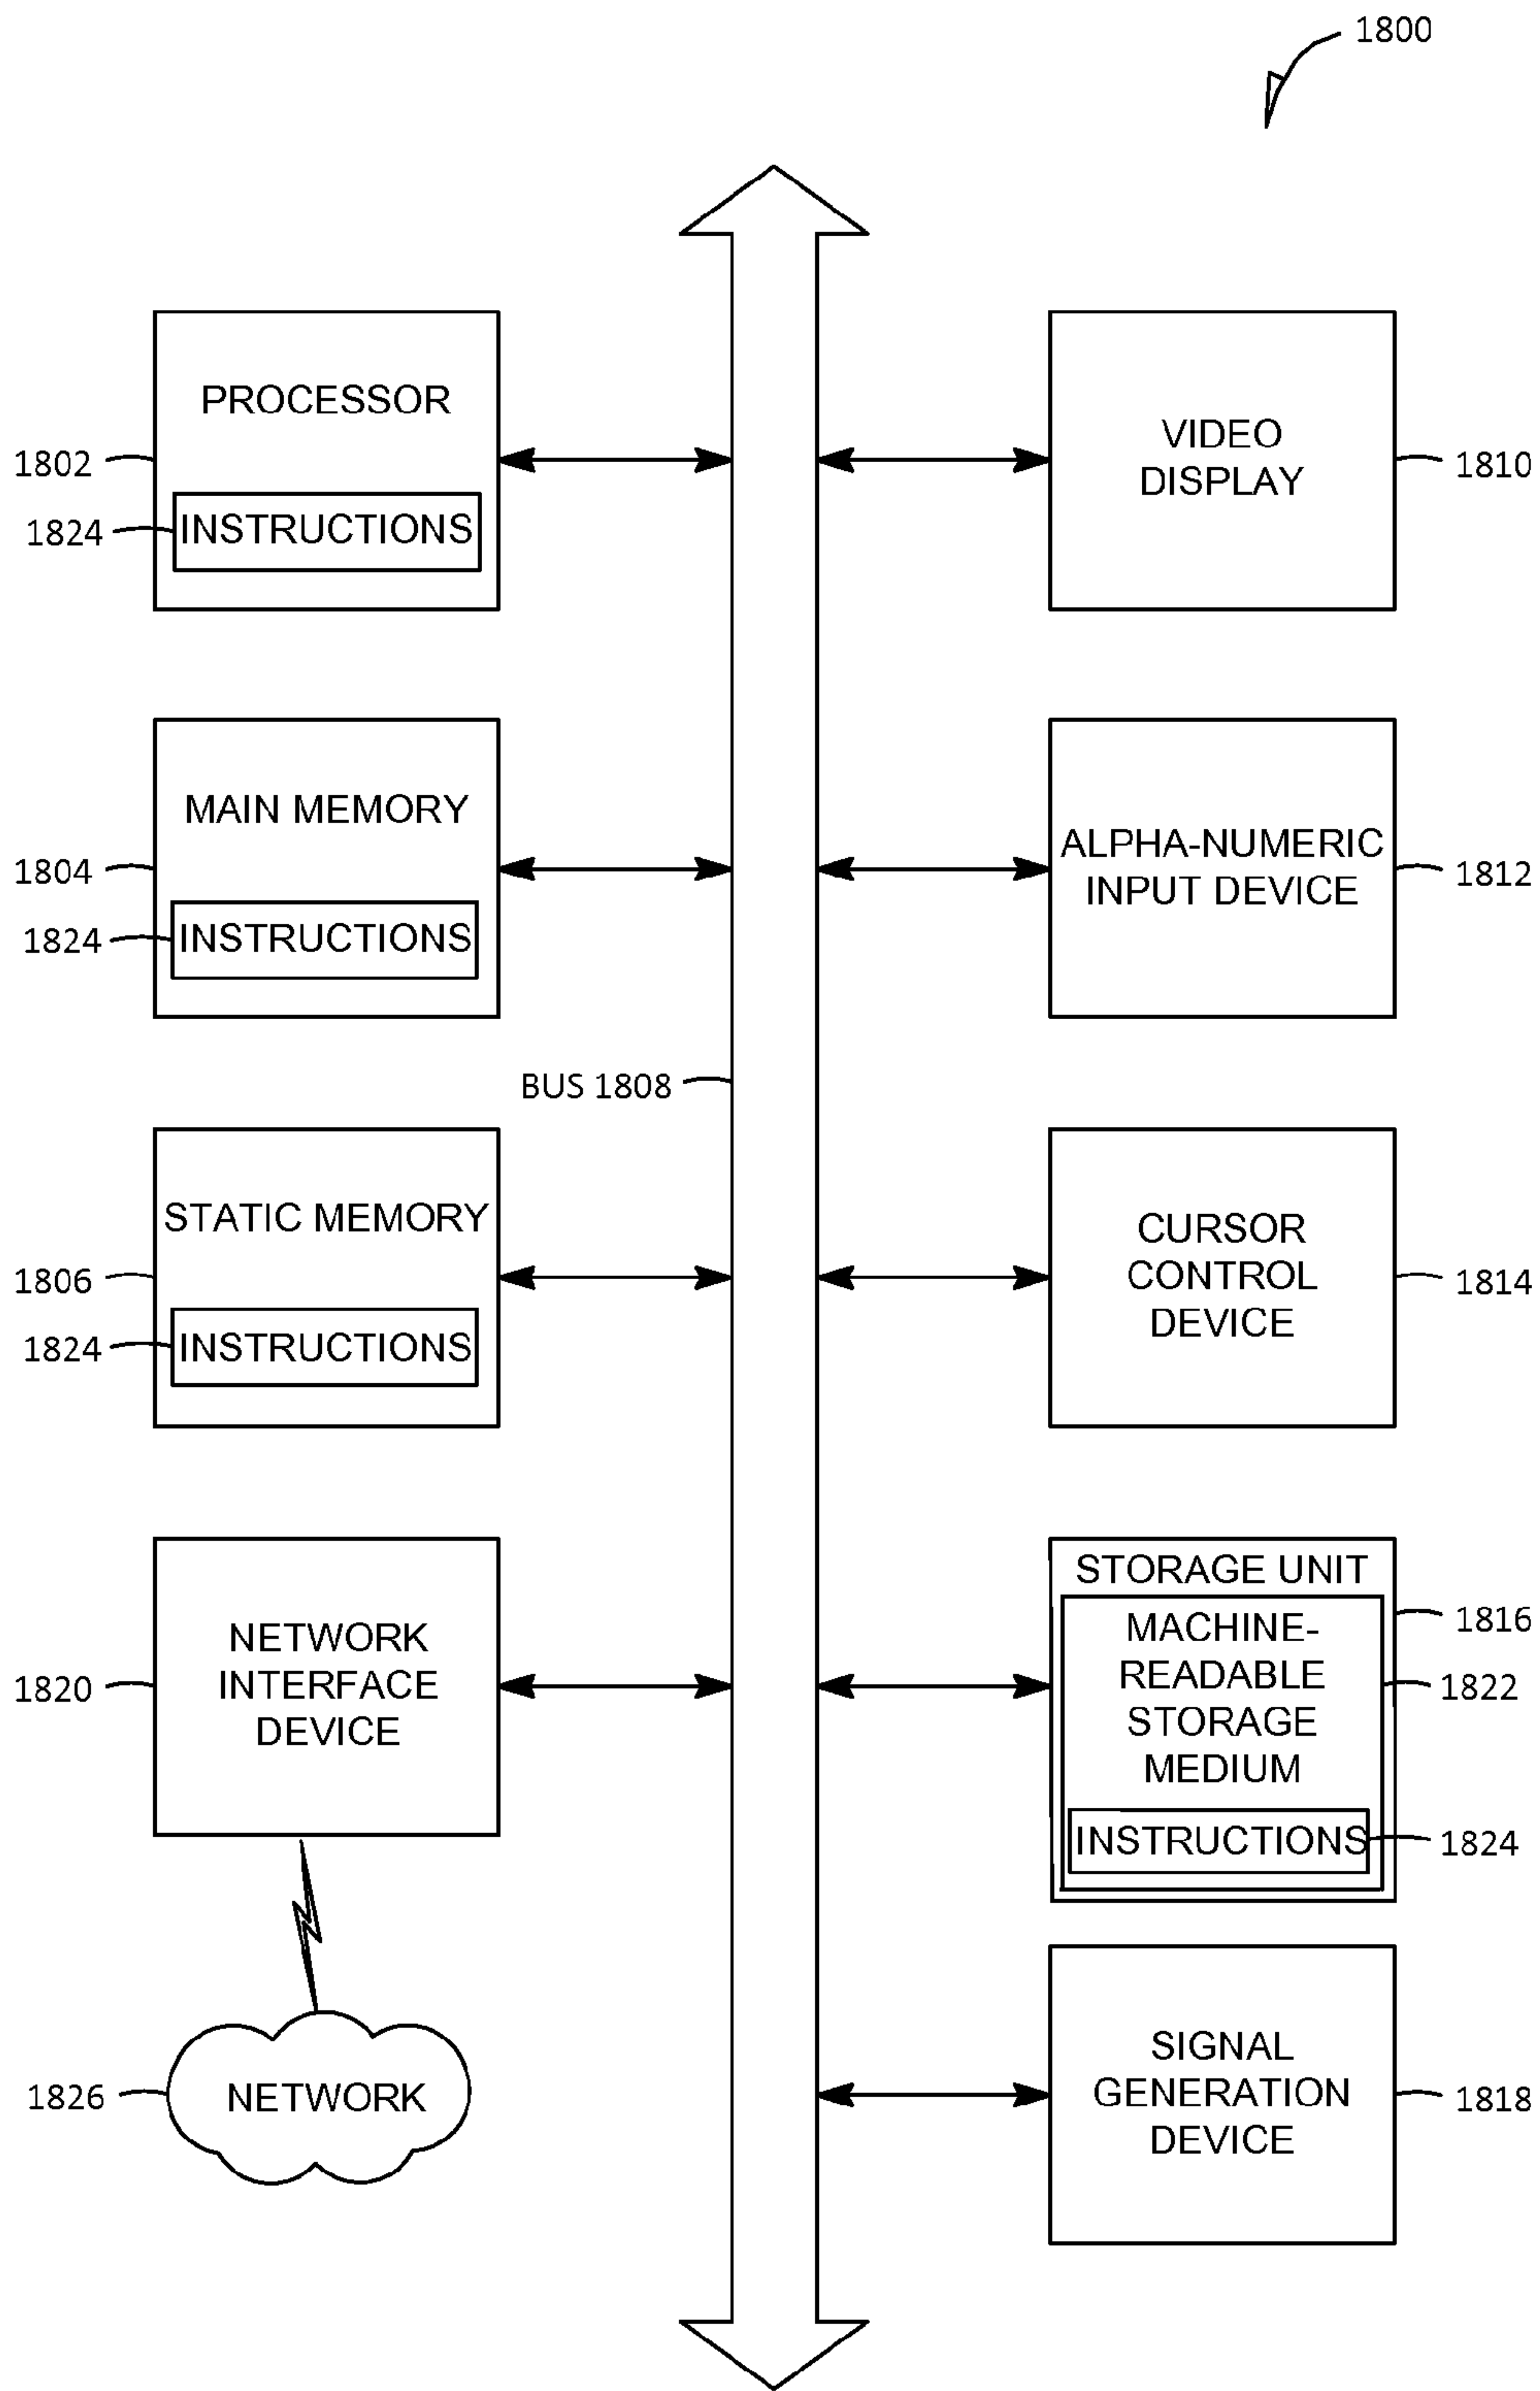 1800
PROCESSOR
1802
1824
INSTRUCTIONS
VIDEO
DISPLAY
1810
MAIN MEMORY
1804
1824
INSTRUCTIONS
ALPHA-NUMERIC
INPUT DEVICE
1812
BUS 1808
STATIC MEMORY
1806
1824
INSTRUCTIONS
CURSOR
CONTROL
DEVICE
1814
NETWORK
INTERFACE
DEVICE
1820
STORAGE UNIT
1816
MACHINE-
READABLE
STORAGE
MEDIUM
1822
INSTRUCTIONS
1824
1826
NETWORK
SIGNAL
GENERATION
DEVICE
1818